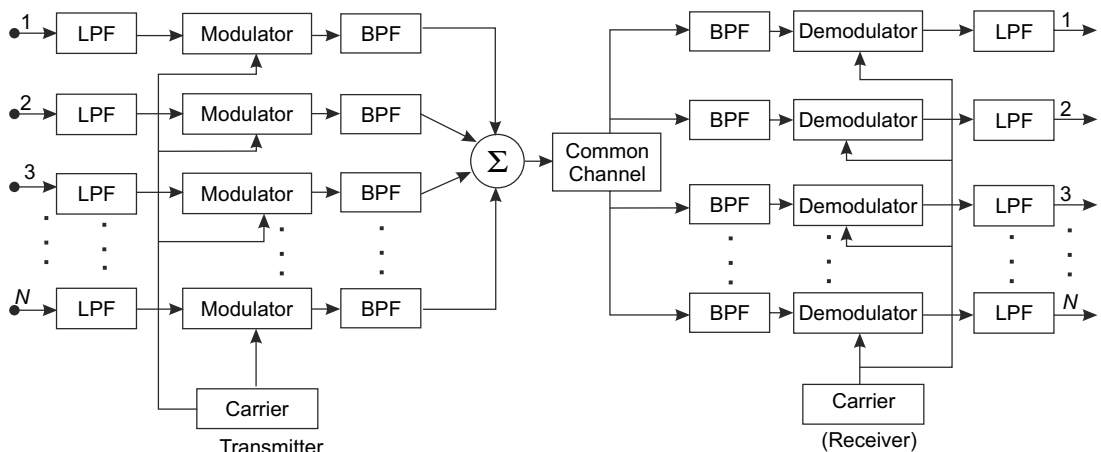 1 LPF Modulator BPF
2 LPF Modulator BPF
3 LPF Modulator BPF
N LPF Modulator BPF
Carrier
Transmitter
Σ
Common
Channel
BPF Demodulator LPF 1
BPF Demodulator LPF 2
BPF Demodulator LPF 3
BPF Demodulator LPF N
Carrier
(Receiver)